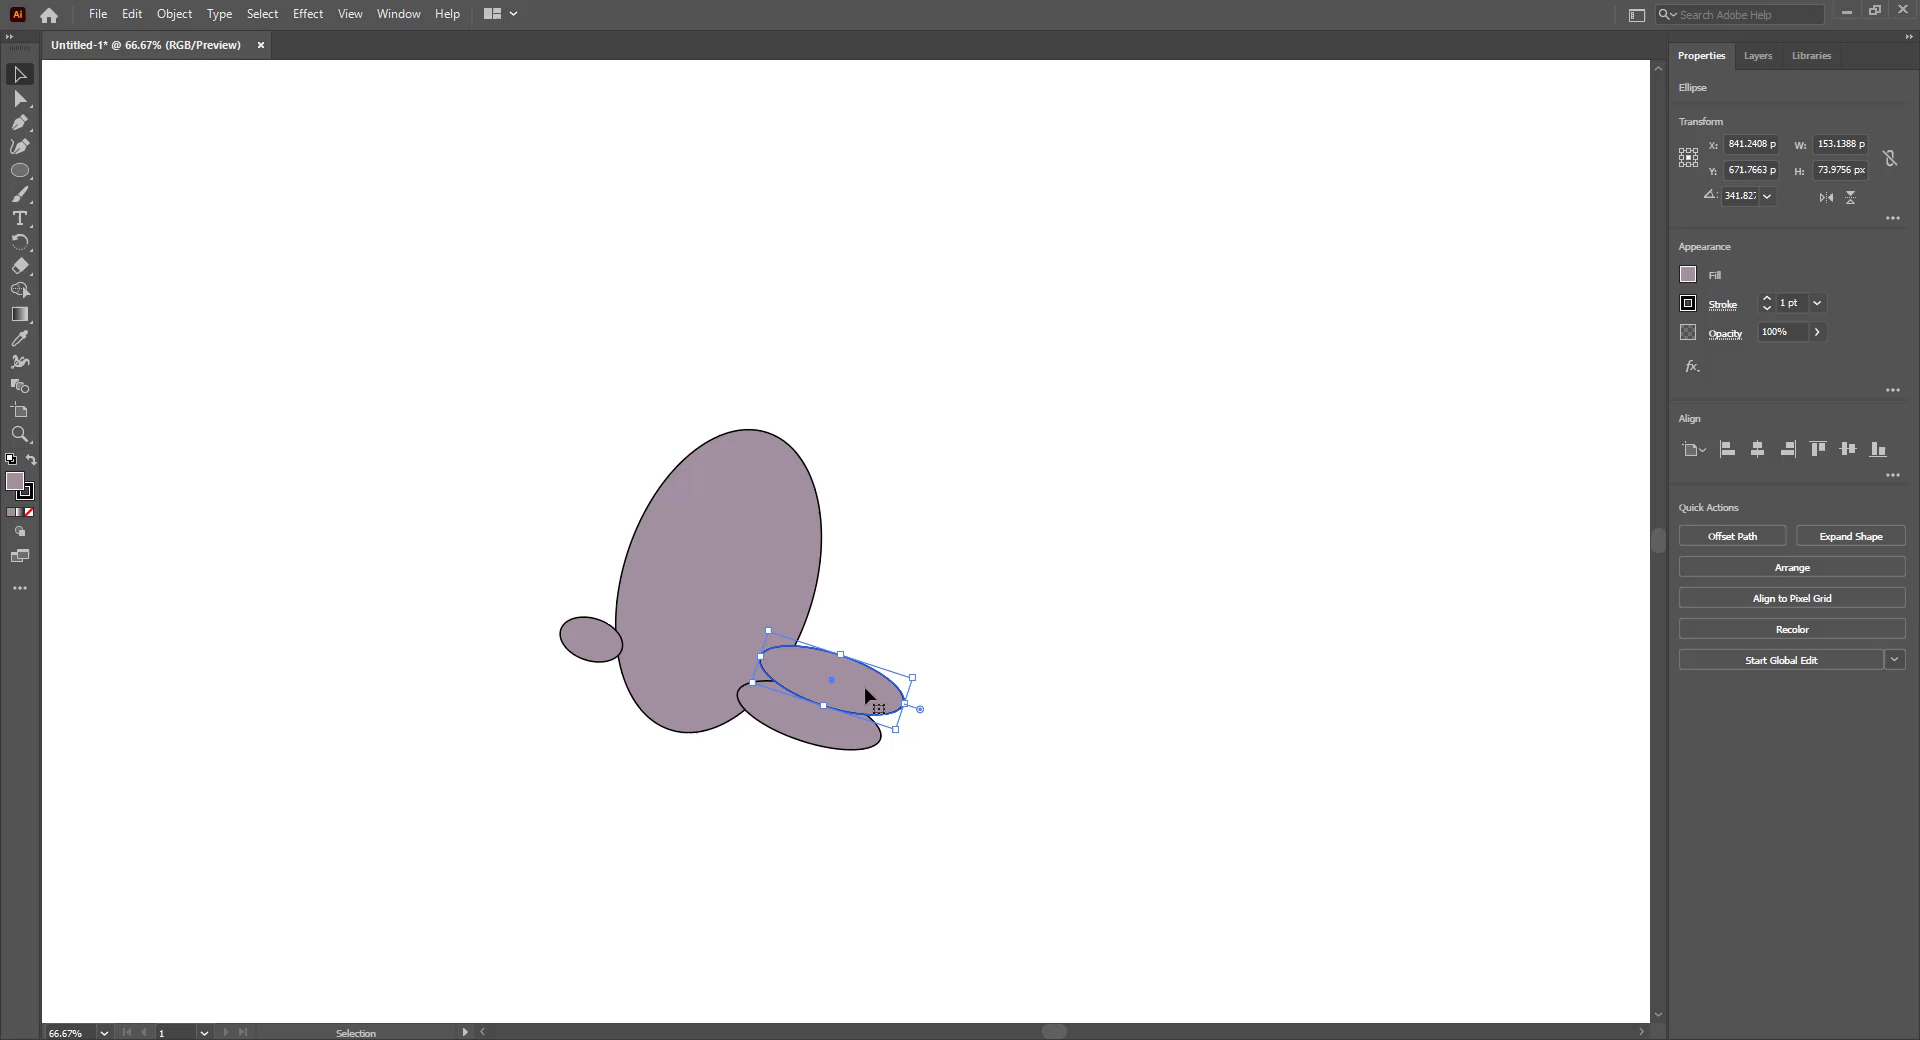 Ai File Edit Object Type Select Effect View Window Help Search Adobe Help
Untitled-1* @ 66.67% (RGB/Preview) Properties Layers Libraries
Ellipse
Transform
X: 841.2408 p W: 153.1388 p
Y: 671.7663 p H: 73.9756 px
341.827
Appearance
Fill
Stroke 1 pt
Opacity 100%
fx.
Align
Quick Actions
Offset Path Expand Shape
Arrange
Align to Pixel Grid
Recolor
Start Global Edit
66.67% 1 Selection